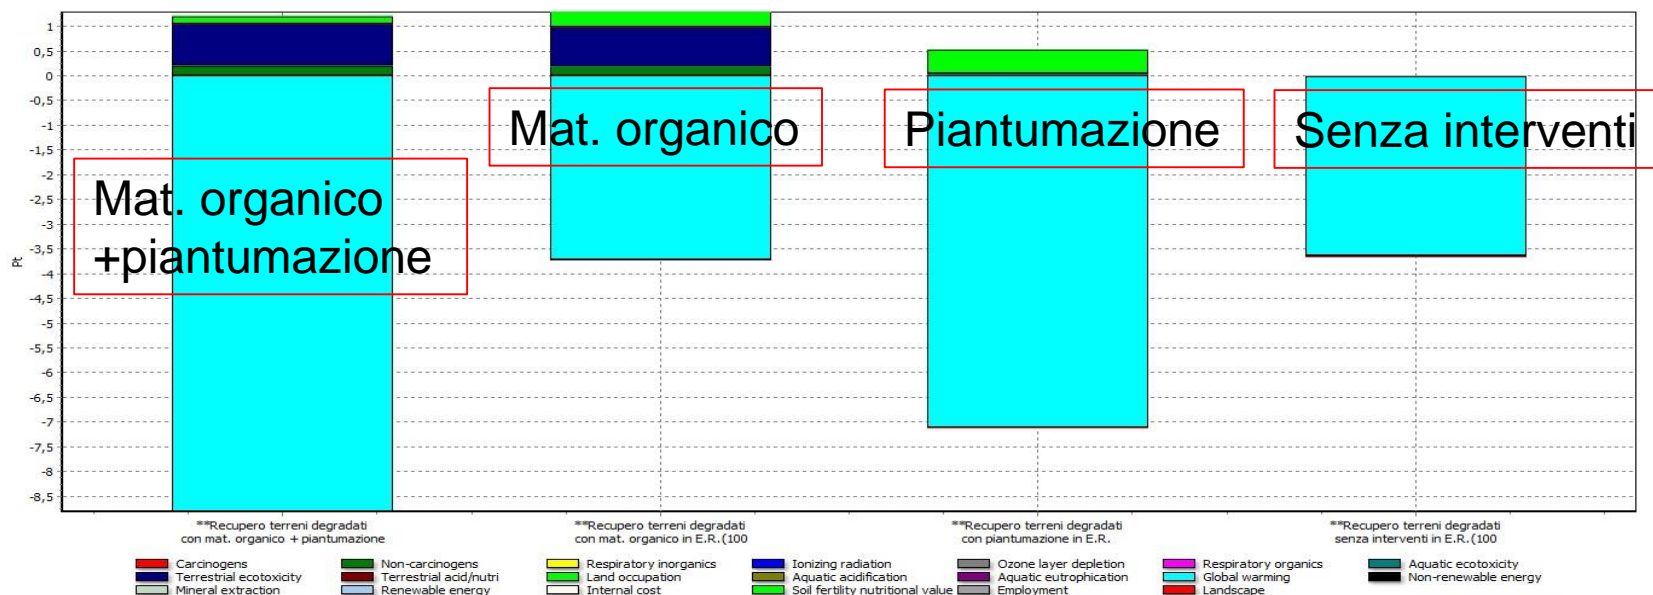 1
0,5
0
-0,5
-1
-1,5
-2
-2,5
-3
-3,5
-4
-4,5
-5
-5,5
-6
-6,5
-7
-7,5
-8
-8,5
Pt
Mat. organico
+piantumazione
Mat. organico
Piantumazione
Senza interventi
**Recupero terreni degradati
con mat. organico + piantumazione
**Recupero terreni degradati
con mat. organico in E.R.(100
**Recupero terreni degradati
con piantumazione in E.R.
**Recupero terreni degradati
senza interventi in E.R.(100
Carcinogens Non-carcinogens Respiratory inorganics Ionizing radiation Ozone layer depletion Respiratory organics Aquatic ecotoxicity
Terrestrial ecotoxicity Terrestrial acid/nutri Land occupation Aquatic acidification Aquatic eutrophication Global warming Non-renewable energy
Mineral extraction Renewable energy Internal cost Soil fertility nutritional value Employment Landscape